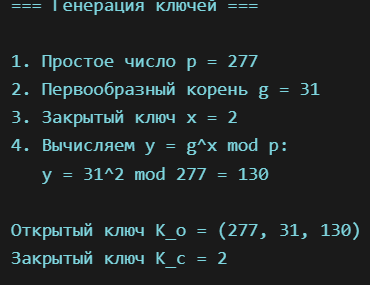 === Генерация ключей ===
1. Простое число p = 277
2. Первообразный корень g = 31
3. Закрытый ключ x = 2
4. Вычисляем y = g^x mod p:
y = 31^2 mod 277 = 130
Открытый ключ K_o = (277, 31, 130)
Закрытый ключ K_c = 2